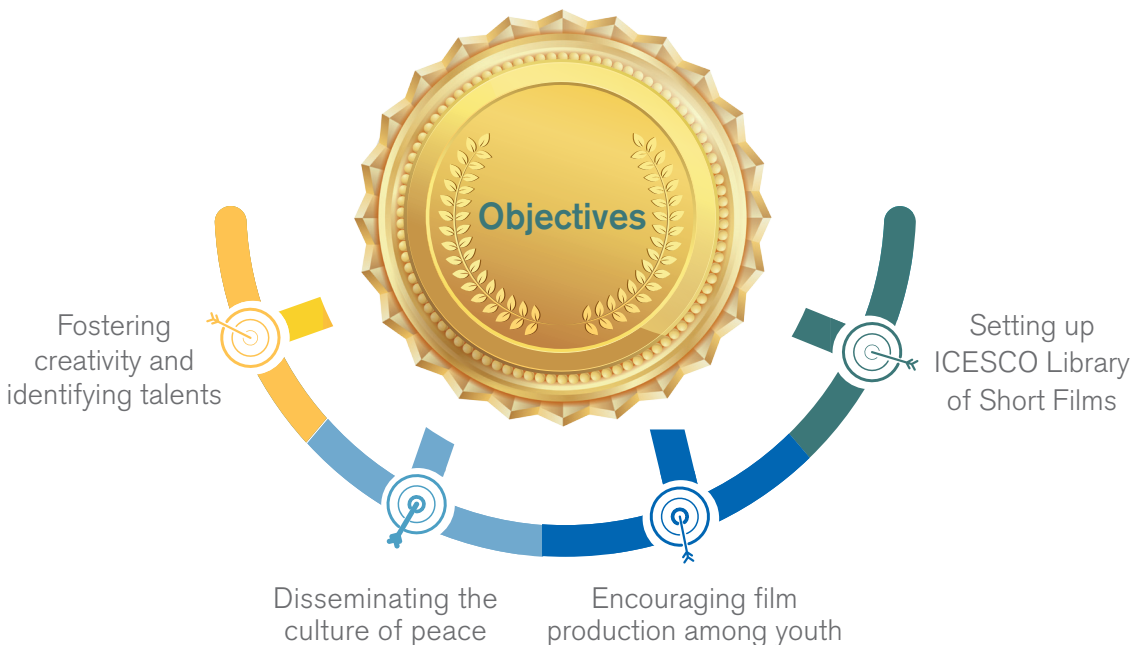 Objectives
Fostering
creativity and
identifying talents
Disseminating the
culture of peace
Encouraging film
production among youth
Setting up
ICESCO Library
of Short Films